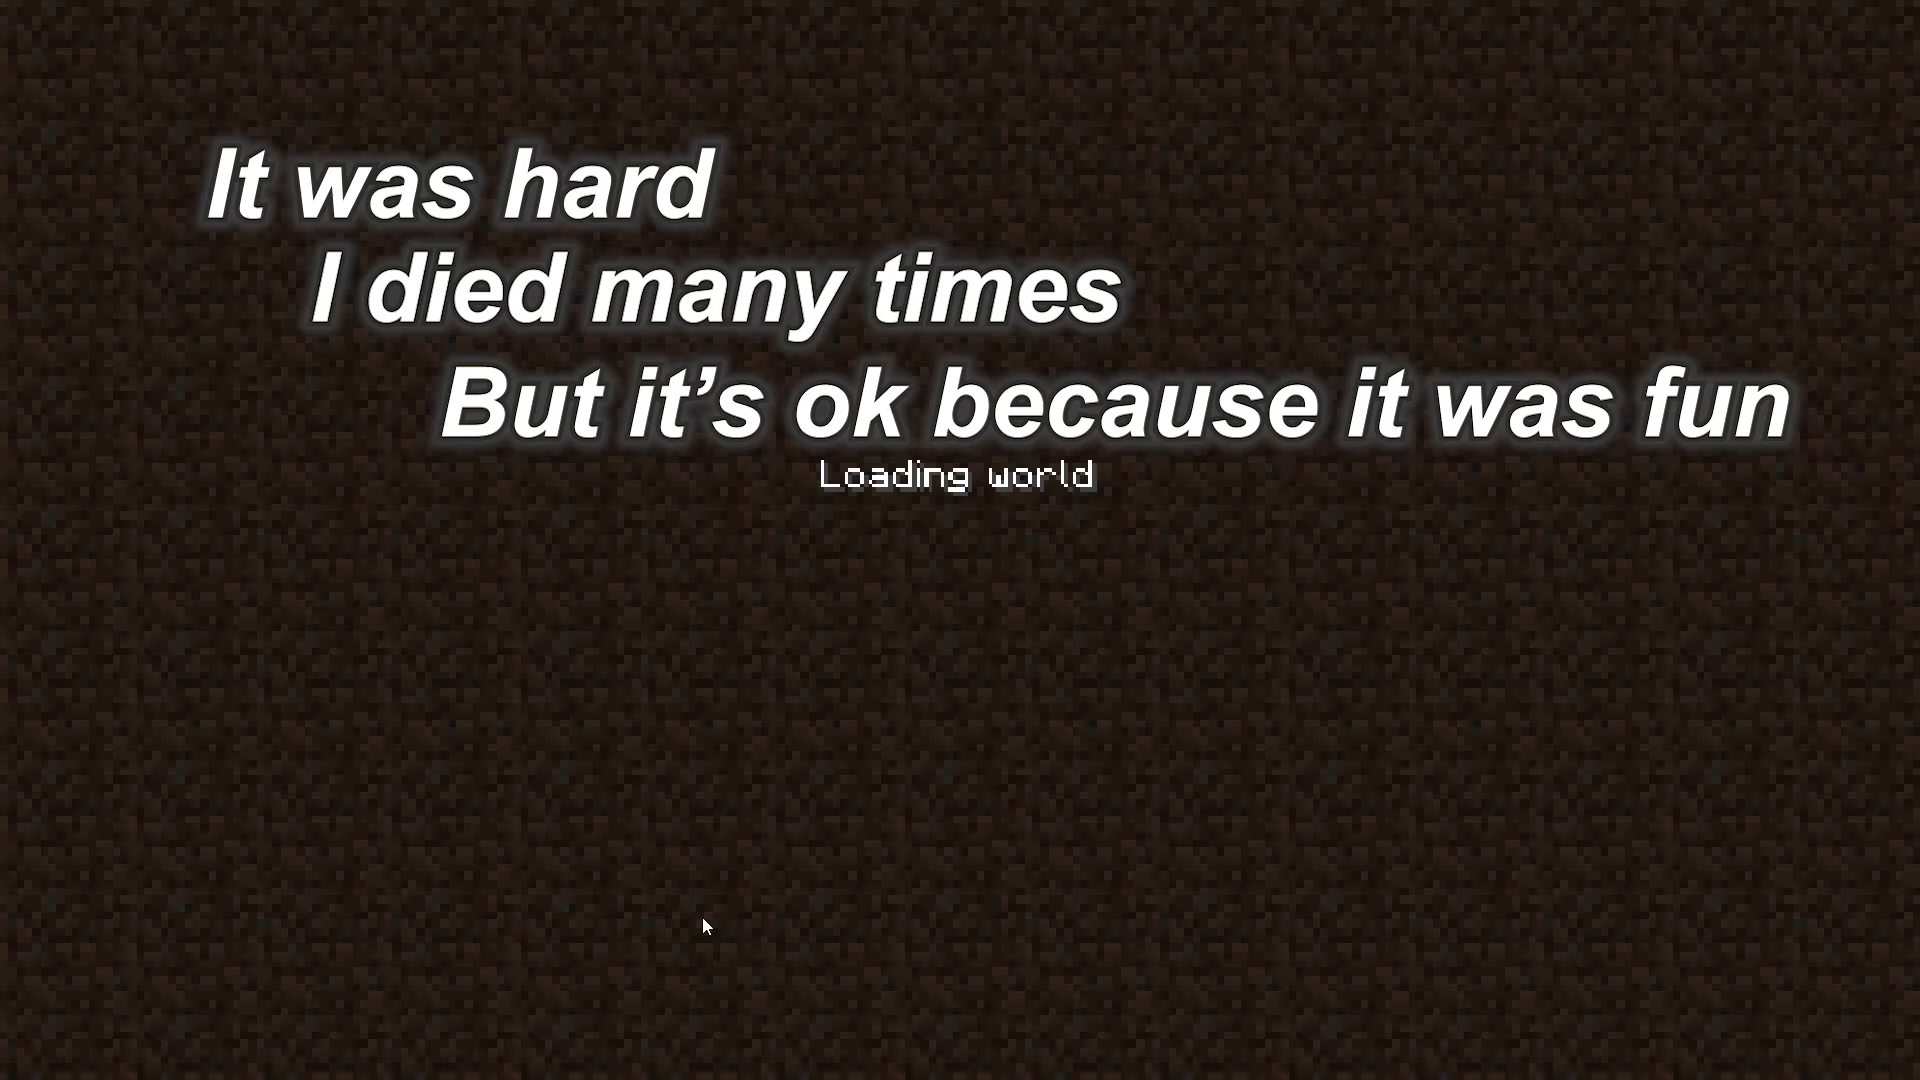 It was hard
I died many times
But it’s ok because it was fun
Loading world